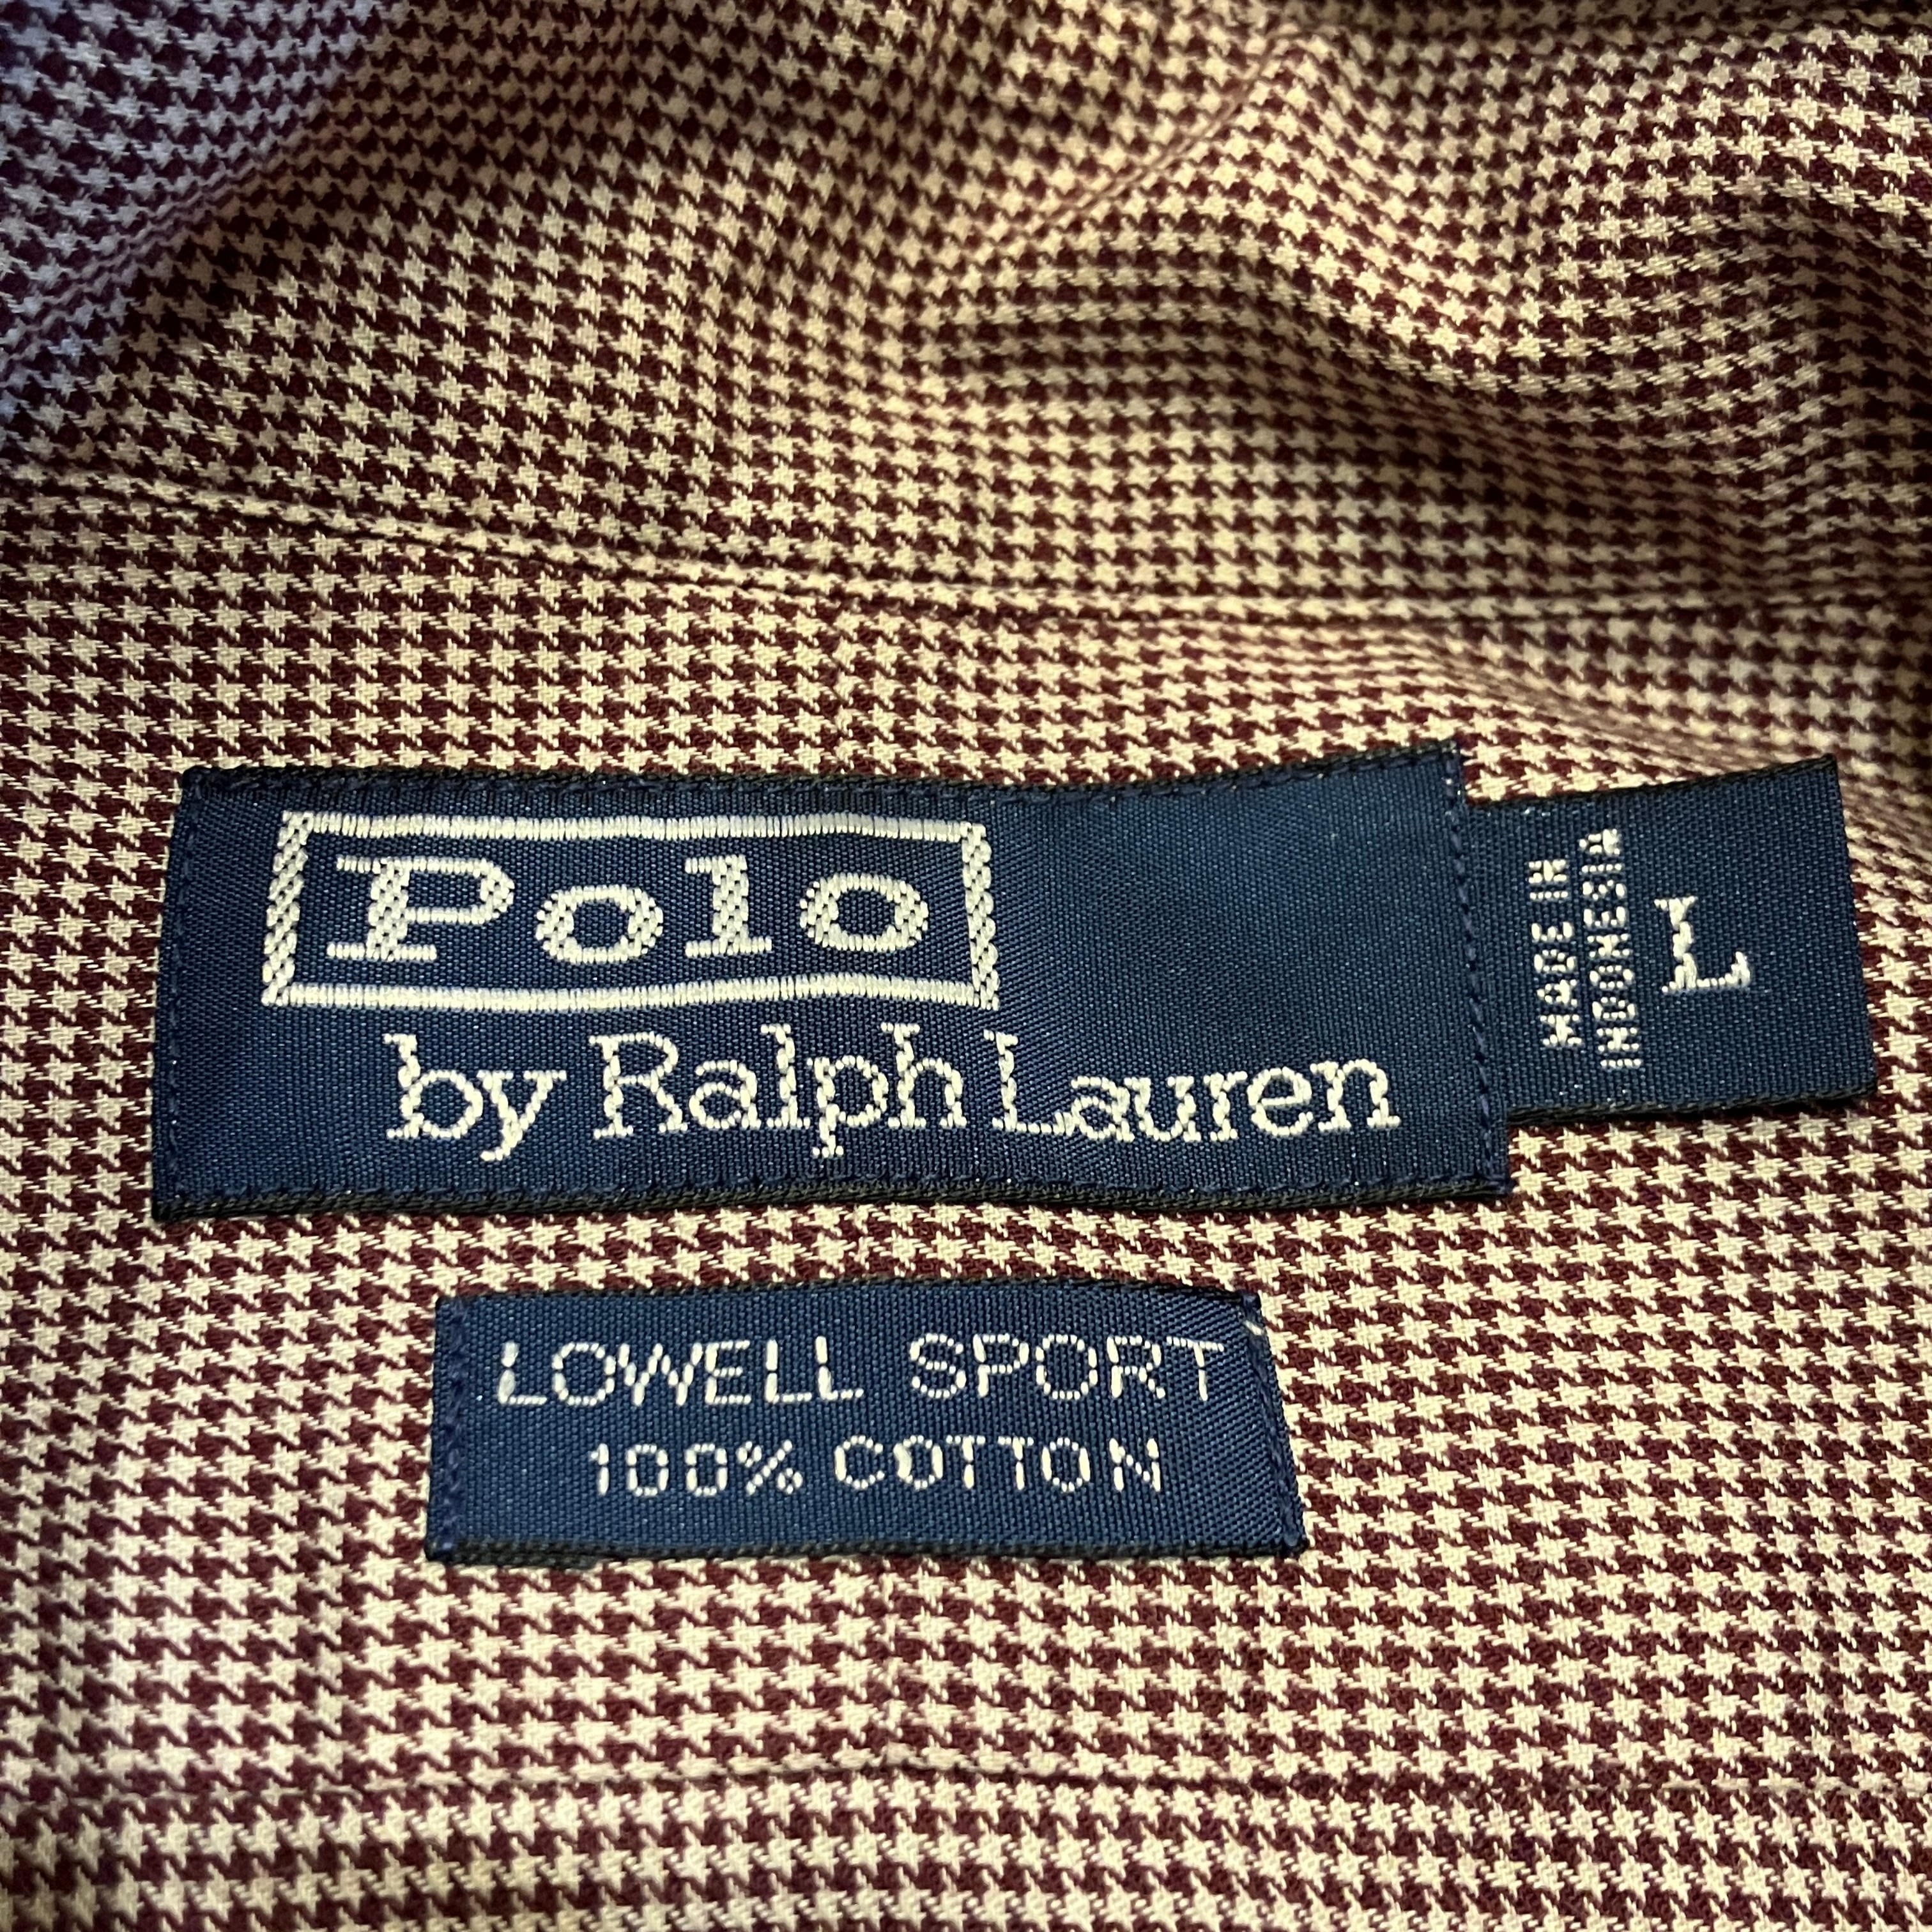 Polo
by Ralph Lauren
MADE IN
INDONESIA
L
LOWELL SPORT
100% COTTON